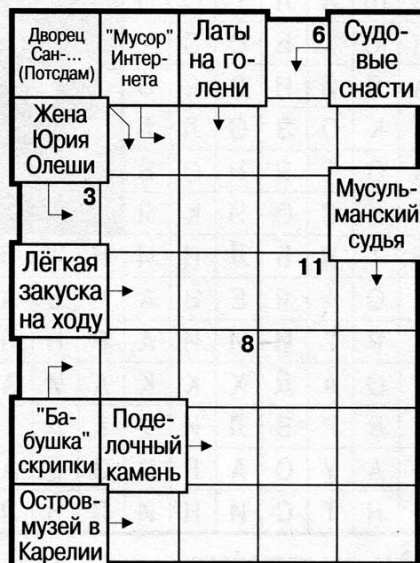 Дворец
Сан-...
(Потсдам)
"Мусор"
Интер-
нета
Латы
на го-
лени
6
Судо-
вые
снасти
Жена
Юрия
Олеши
3
Мусуль-
манский
судья
Лёгкая
закуска
на ходу
11
8
"Ба-
бушка"
скрипки
Поде-
лочный
камень
Остров-
музей в
Карелии